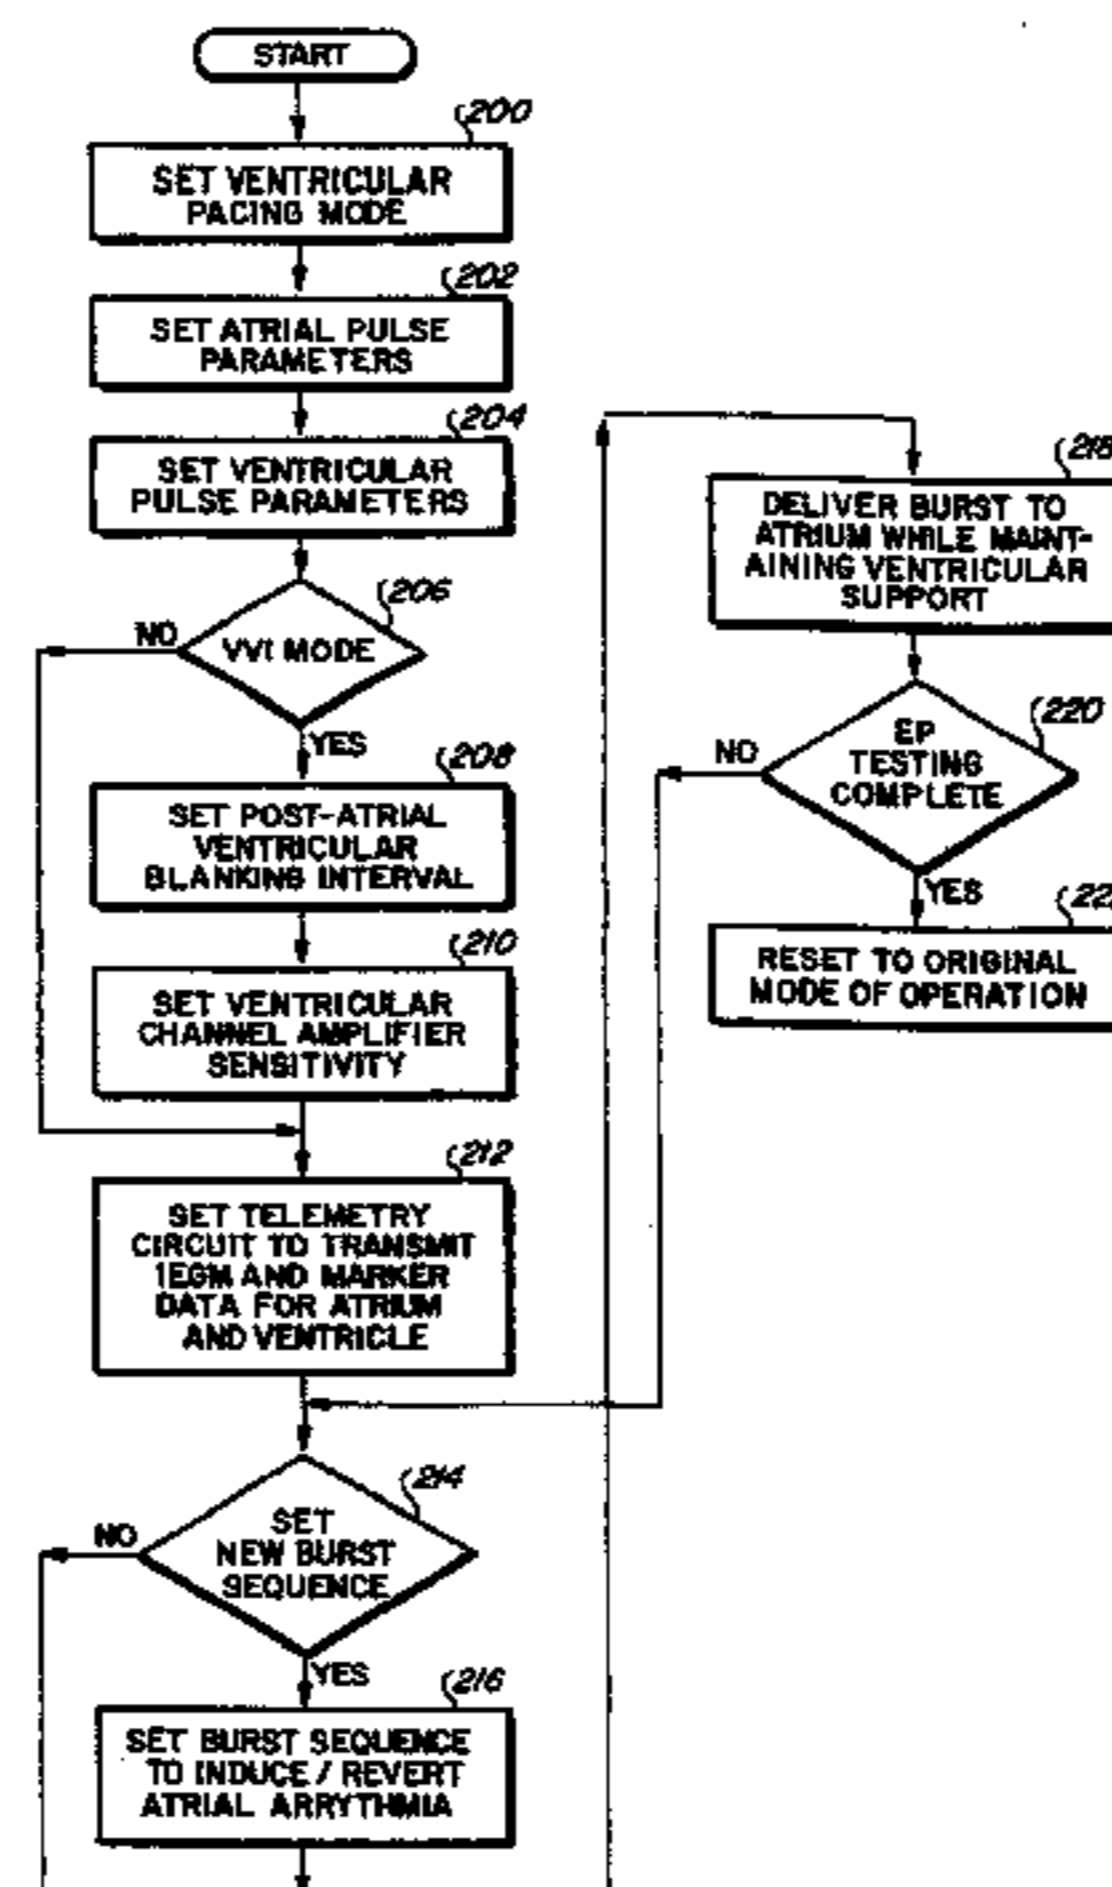 START
200
SET VENTRICULAR
PACING MODE
202
SET ATRIAL PULSE
PARAMETERS
204
SET VENTRICULAR
PULSE PARAMETERS
206
VVI MODE
NO
YES
208
SET POST-ATRIAL
VENTRICULAR
BLANKING INTERVAL
210
SET VENTRICULAR
CHANNEL AMPLIFIER
SENSITIVITY
212
SET TELEMETRY
CIRCUIT TO TRANSMIT
IEGM AND MARKER
DATA FOR ATRIUM
AND VENTRICLE
214
SET
NEW BURST
SEQUENCE
NO
YES
216
SET BURST SEQUENCE
TO INDUCE / REVERT
ATRIAL ARRYTHMIA
218
DELIVER BURST TO
ATRIUM WHILE MAINT-
AINING VENTRICULAR
SUPPORT
220
EP
TESTING
COMPLETE
NO
YES
RESET TO ORIGINAL
MODE OF OPERATION